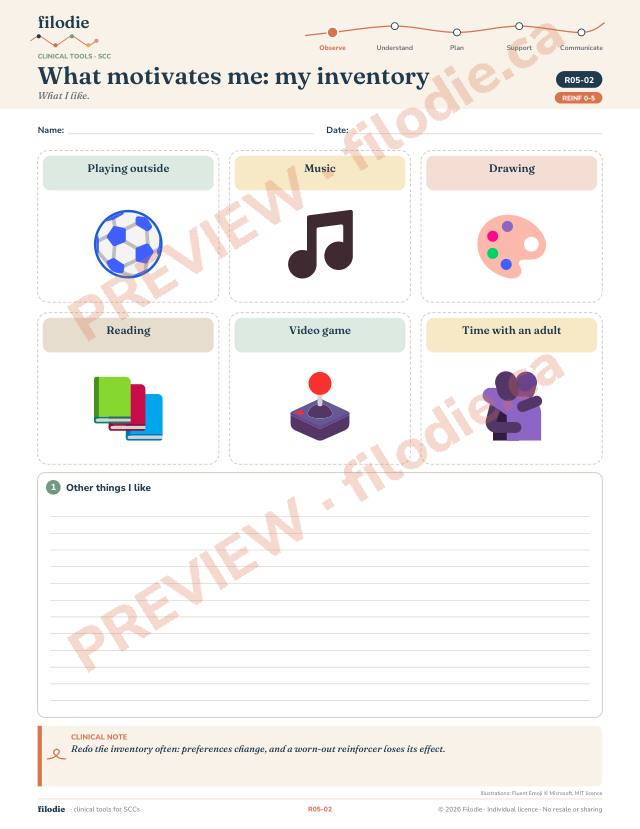 filodie
CLINICAL TOOLS · SCC
Observe Understand Plan Support Communicate
What motivates me: my inventory
What I like.
R05-02
REINF 0-5
Name: Date:
Playing outside Music Drawing
Reading Video game Time with an adult
1 Other things I like
CLINICAL NOTE
Redo the inventory often: preferences change, and a worn-out reinforcer loses its effect.
Illustrations: Fluent Emoji © Microsoft, MIT licence
filodie · clinical tools for SCCs R05-02 © 2026 Filodie · Individual licence · No resale or sharing
PREVIEW · filodie.ca
PREVIEW · filodie.ca